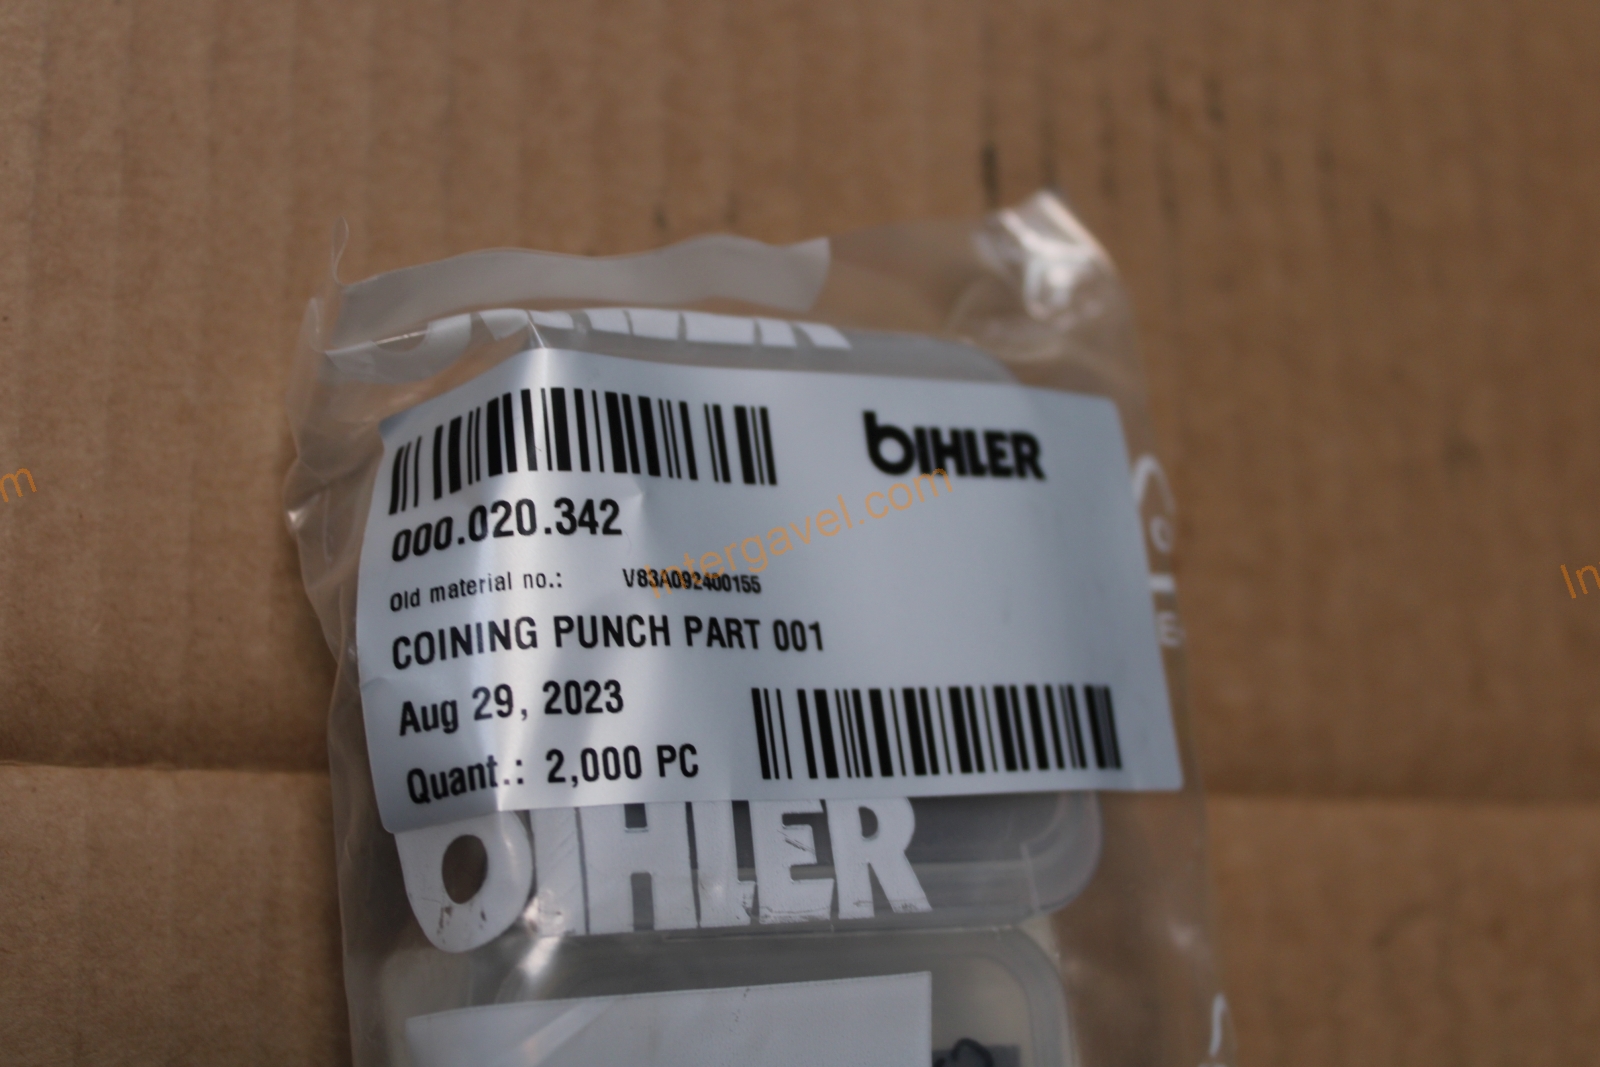 BIHLER
000.020.342
Old material no.: V83A092400155
COINING PUNCH PART 001
Aug 29, 2023
Quant.: 2,000 PC
BIHLER
Intergavel.com